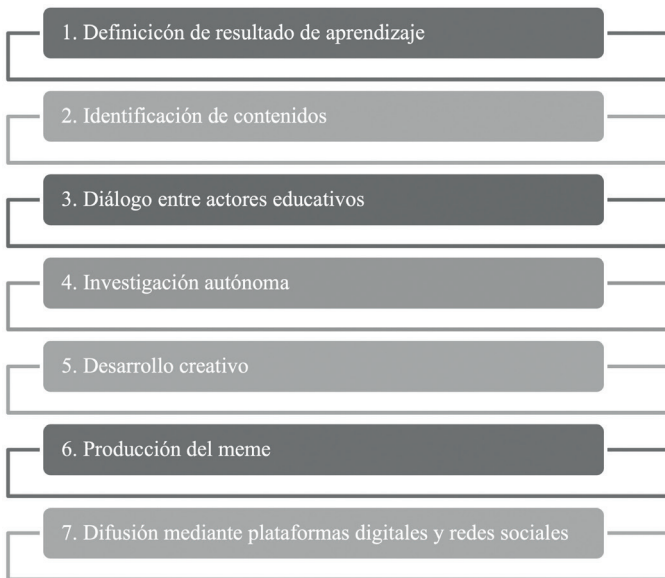 1. Definicicón de resultado de aprendizaje
2. Identificación de contenidos
3. Diálogo entre actores educativos
4. Investigación autónoma
5. Desarrollo creativo
6. Producción del meme
7. Difusión mediante plataformas digitales y redes sociales